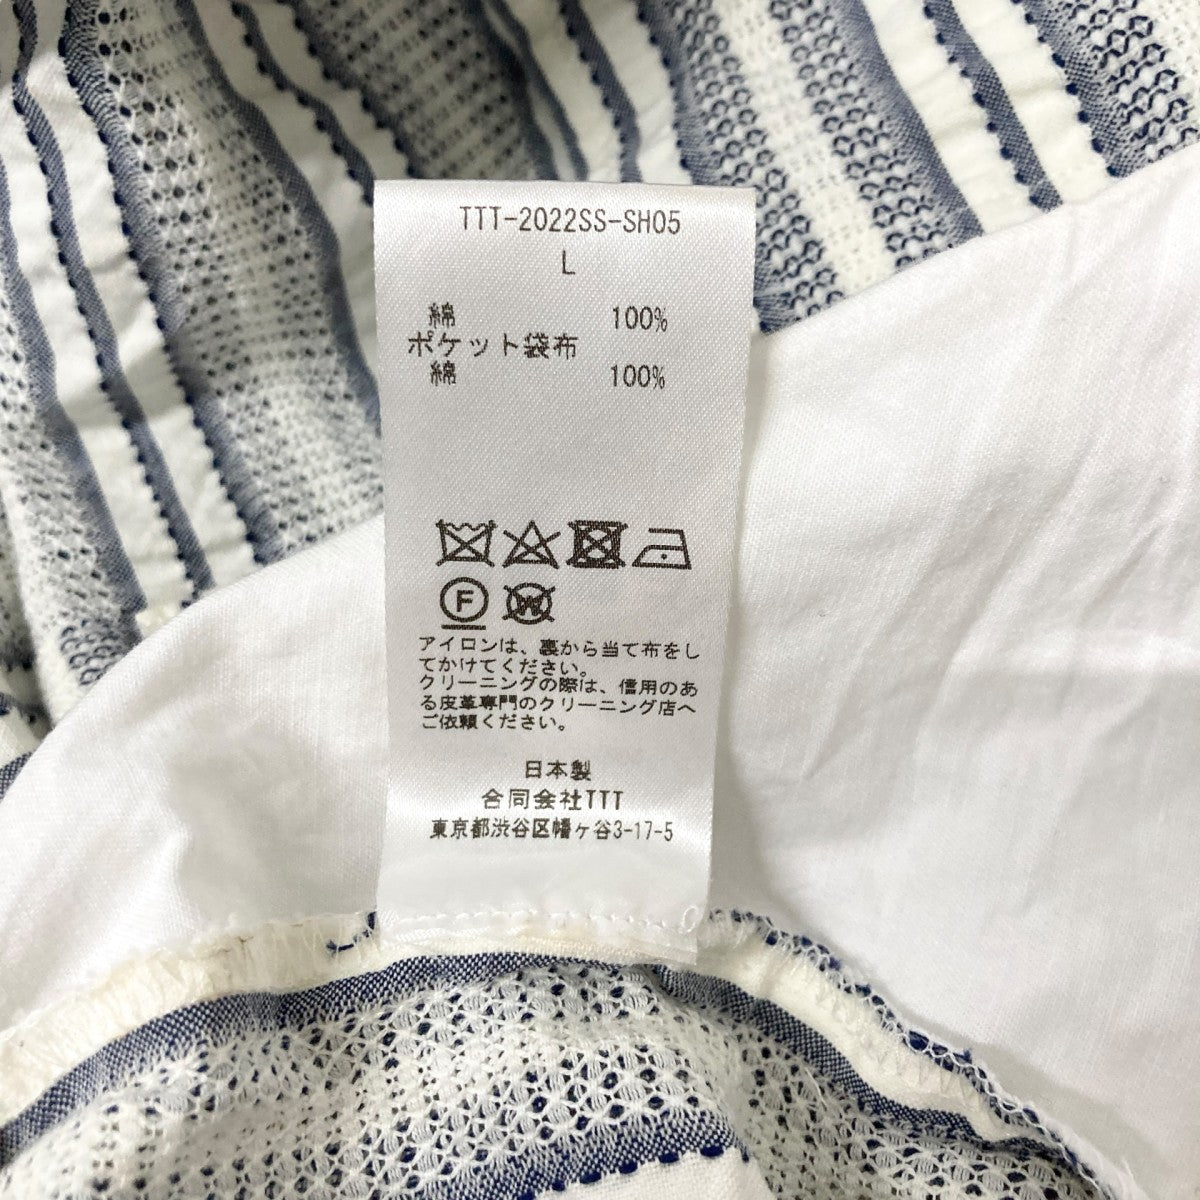 TTT-2022SS-SH05
L
綿 100%
ポケット袋布
綿 100%
F W
アイロンは、裏から当て布をし
てかけてください。
クリーニングの際は、信用のあ
る皮革専門のクリーニング店へ
ご依頼ください。
日本製
合同会社TTT
東京都渋谷区幡ヶ谷3-17-5